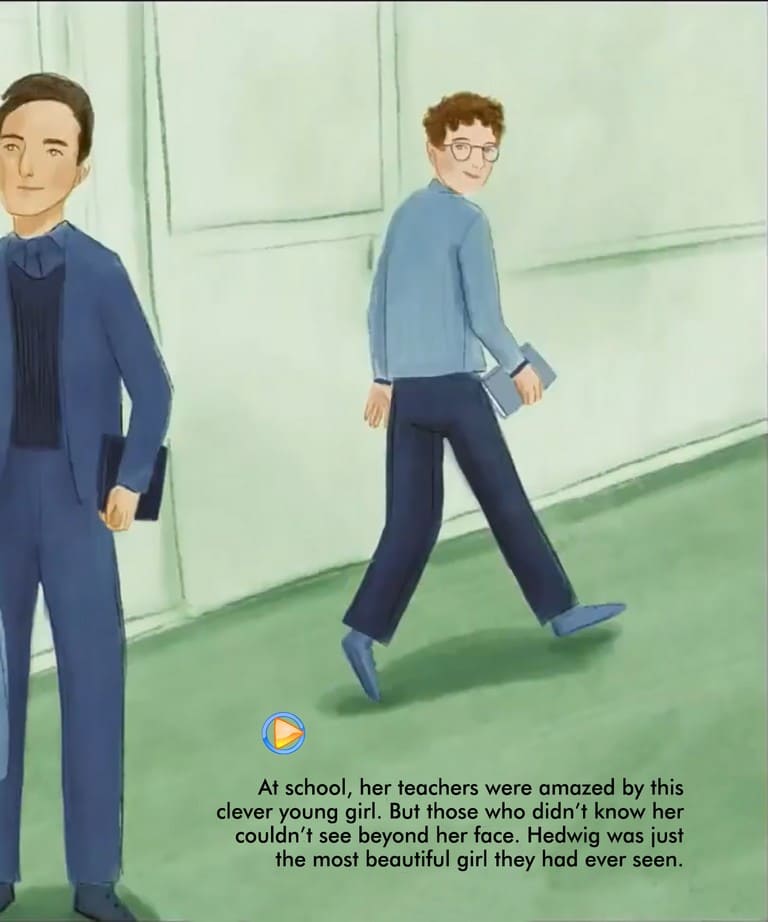 At school, her teachers were amazed by this
clever young girl. But those who didn’t know her
couldn’t see beyond her face. Hedwig was just
the most beautiful girl they had ever seen.